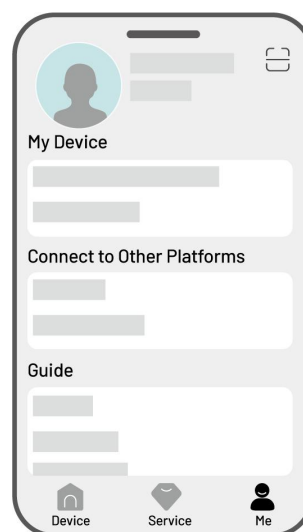 My Device
Connect to Other Platforms
Guide
Device
Service
Me